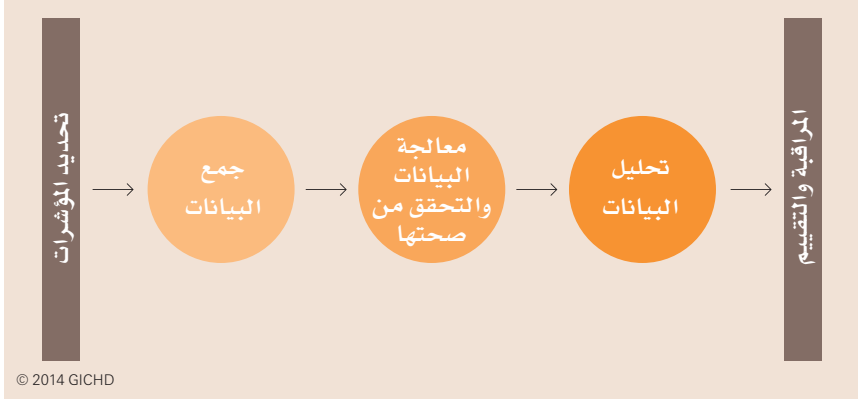 تحديد المؤشرات
جمع
البيانات
معالجة
البيانات
والتحقق من
صحتها
تحليل
البيانات
المراقبة والتقييم
© 2014 GICHD